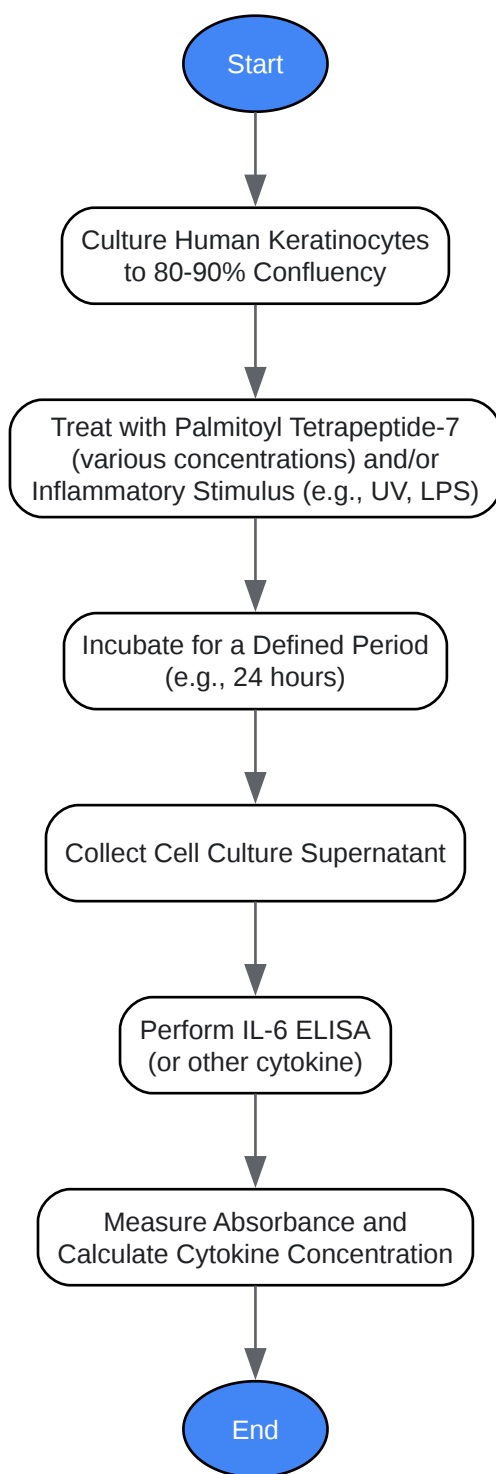 Start
Culture Human Keratinocytes
to 80-90% Confluency
Treat with Palmitoyl Tetrapeptide-7
(various concentrations) and/or
Inflammatory Stimulus (e.g., UV, LPS)
Incubate for a Defined Period
(e.g., 24 hours)
Collect Cell Culture Supernatant
Perform IL-6 ELISA
(or other cytokine)
Measure Absorbance and
Calculate Cytokine Concentration
End